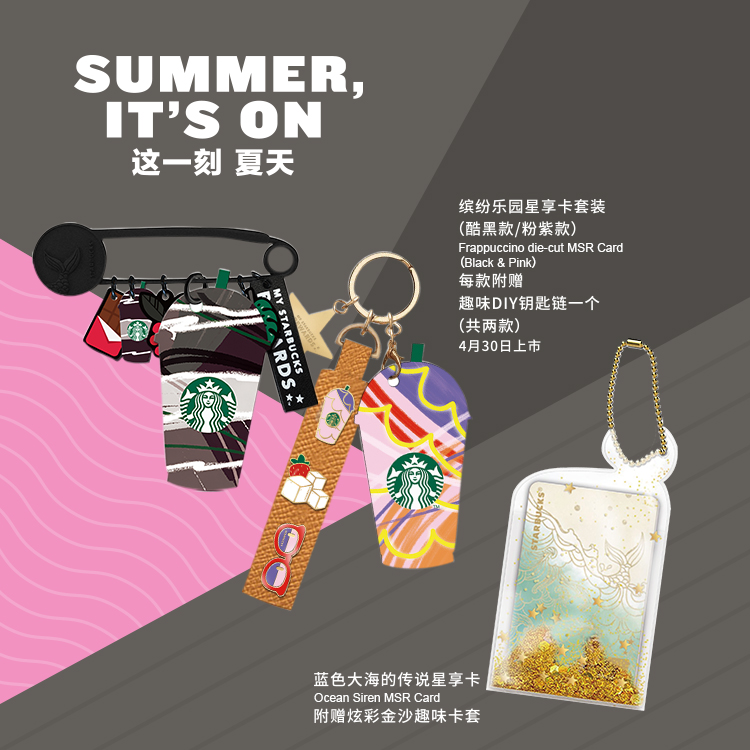 SUMMER,
IT'S ON
这一刻 夏天
缤纷乐园星享卡套装
(酷黑款/粉紫款)
Frappuccino die-cut MSR Card
(Black & Pink)
每款附赠
趣味DIY钥匙链一个
(共两款)
4月30日上市
MY STARBUCKS
REWARDS
STARBUCKS
蓝色大海的传说星享卡
Ocean Siren MSR Card
附赠炫彩金沙趣味卡套